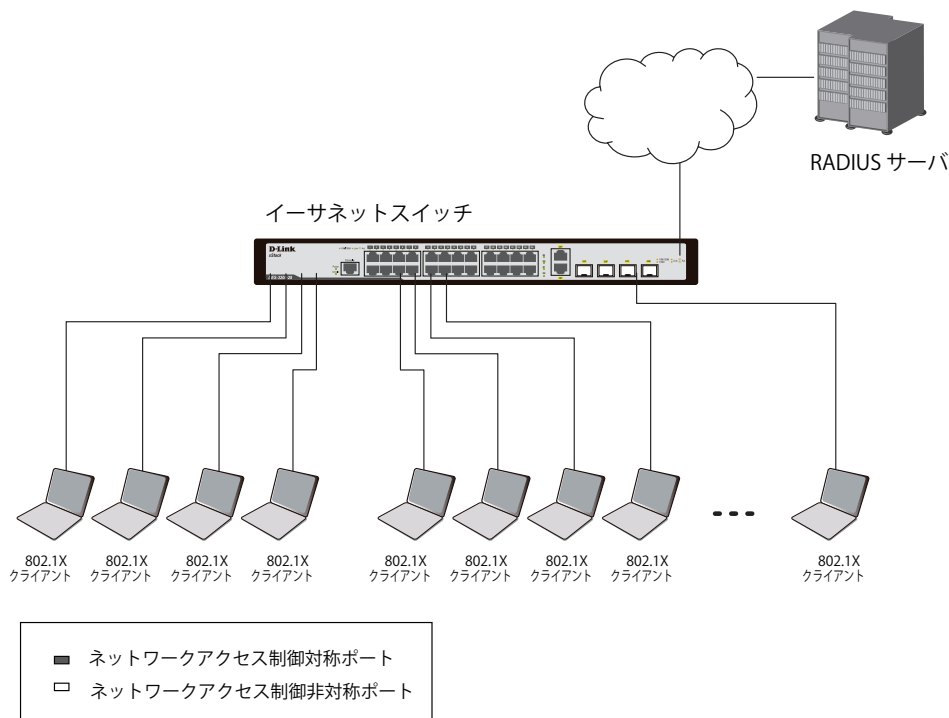 RADIUS サーバ
イーサネットスイッチ
D-Link
xStack
802.1X
クライアント
802.1X
クライアント
802.1X
クライアント
802.1X
クライアント
802.1X
クライアント
802.1X
クライアント
802.1X
クライアント
802.1X
クライアント
802.1X
クライアント
ネットワークアクセス制御対称ポート
ネットワークアクセス制御非対称ポート